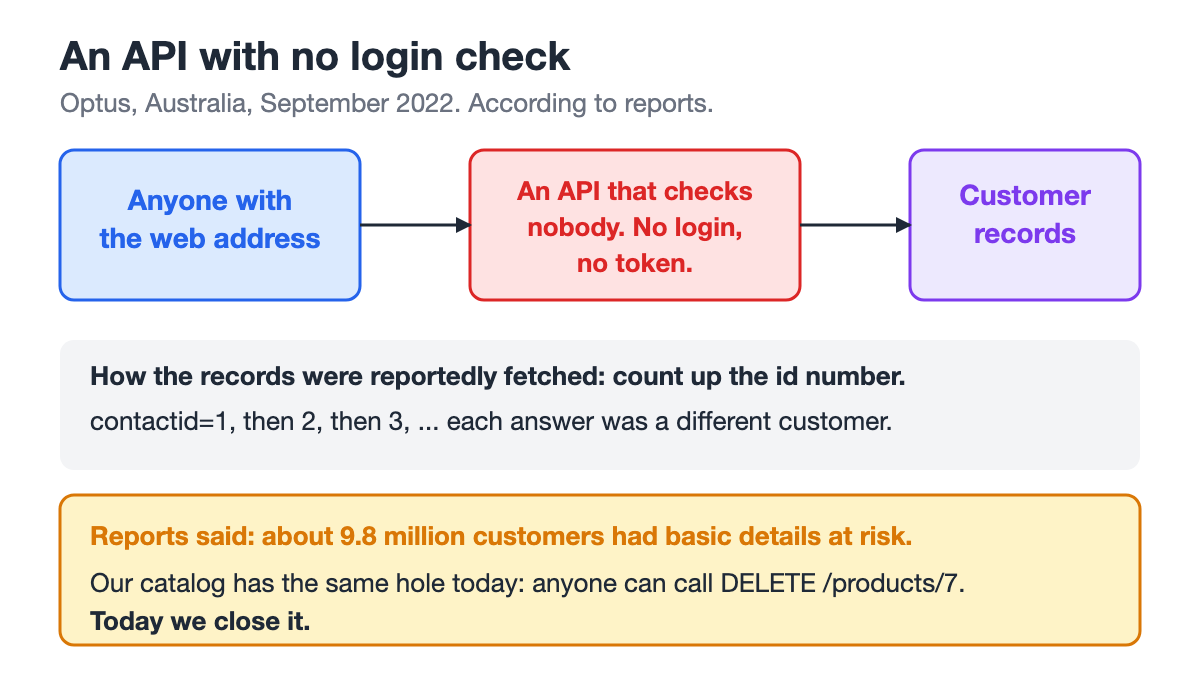 An API with no login check
Optus, Australia, September 2022. According to reports.
Anyone with
the web address
An API that checks
nobody. No login,
no token.
Customer
records
How the records were reportedly fetched: count up the id number.
contactid=1, then 2, then 3, ... each answer was a different customer.
Reports said: about 9.8 million customers had basic details at risk.
Our catalog has the same hole today: anyone can call DELETE /products/7.
Today we close it.